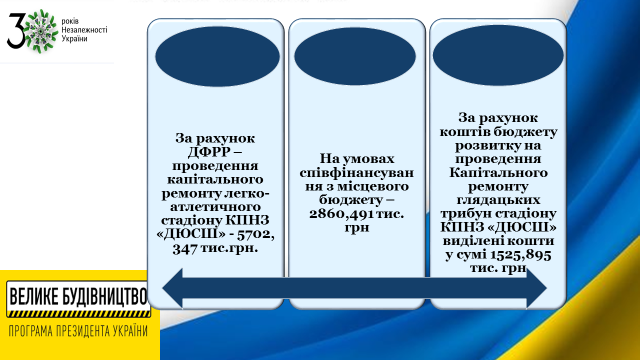 30 років
Незалежності
України
За рахунок
ДФРР –
проведення
капітального
ремонту легко-
атлетичного
стадіону КПНЗ
«ДЮСШ» - 5702,
347 тис.грн.
На умовах
співфінансуван
ня з місцевого
бюджету –
2860,491 тис.
грн
За рахунок
коштів бюджету
розвитку на
проведення
Капітального
ремонту
глядацьких
трибун стадіону
КПНЗ «ДЮСШ»
виділені кошти
у сумі 1525,895
тис. грн
ВЕЛИКЕ БУДІВНИЦТВО
ПРОГРАМА ПРЕЗИДЕНТА УКРАЇНИ